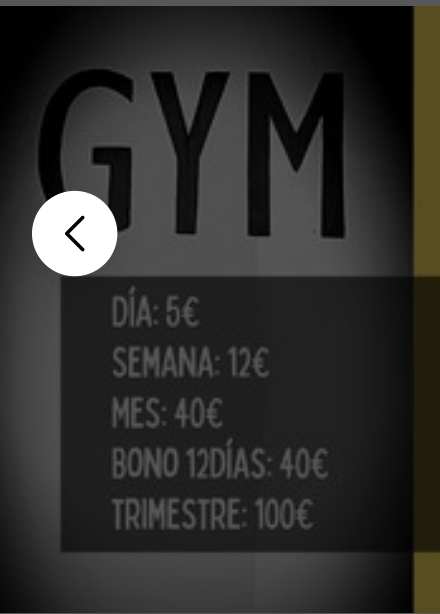 GYM
DÍA: 5€
SEMANA: 12€
MES: 40€
BONO 12DÍAS: 40€
TRIMESTRE: 100€